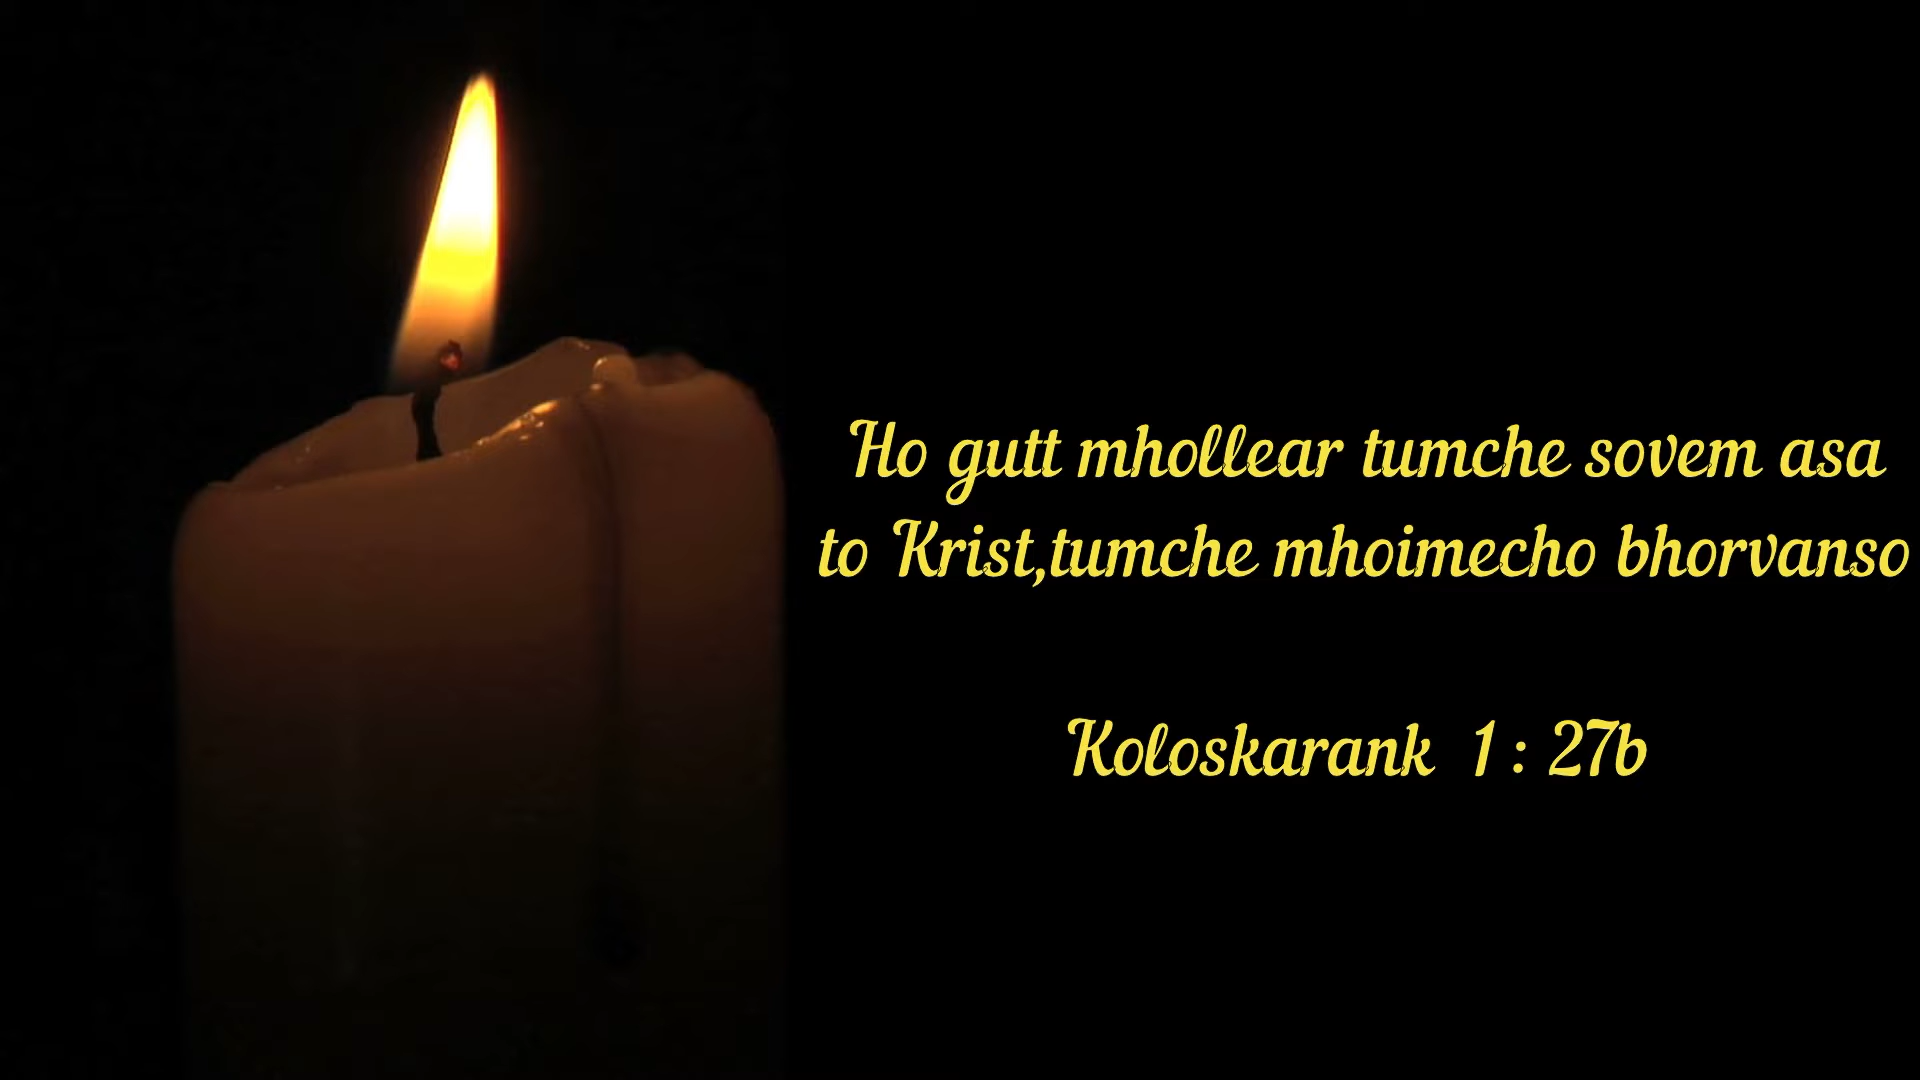 Ho gutt mhollear tumche sovem asa
to Krist,tumche mhoimecho bhorvanso
Koloskarank 1 : 27b